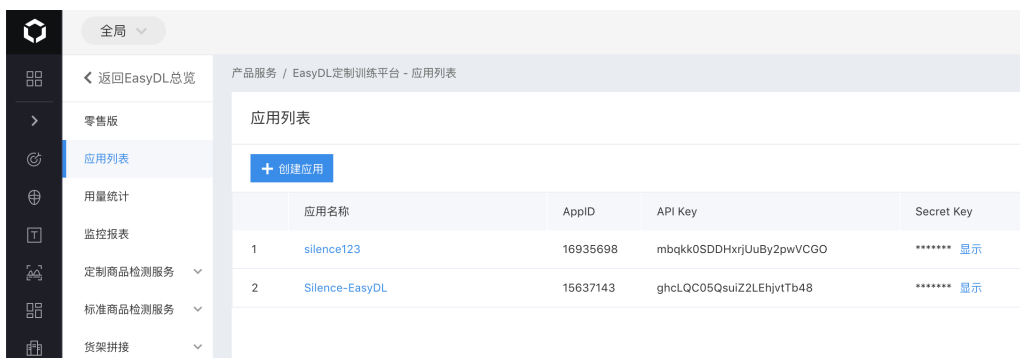 全局
返回EasyDL总览
产品服务 / EasyDL定制训练平台 - 应用列表
零售版
应用列表
用量统计
监控报表
定制商品检测服务
标准商品检测服务
货架拼接
应用列表
+ 创建应用
应用名称 AppID API Key Secret Key
1 silence123 16935698 mbqkk0SDDHxrjUuBy2pwVCGO ******* 显示
2 Silence-EasyDL 15637143 ghcLQC05QsuiZ2LEhjvtTb48 ******* 显示